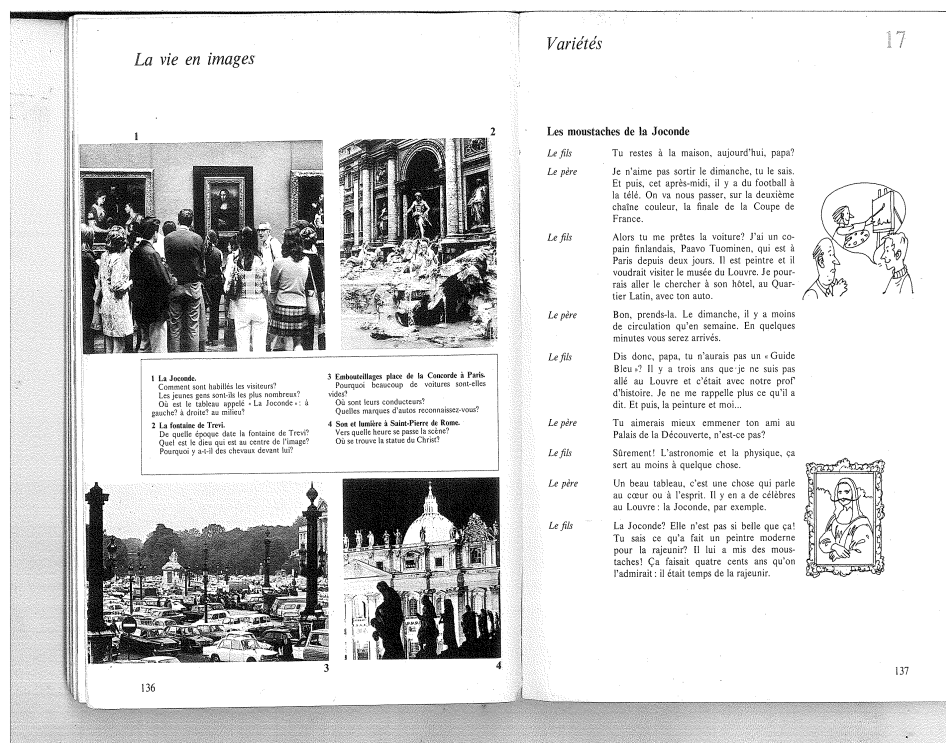 La vie en images
1
2
1 La Joconde.
Comment sont habillés les visiteurs?
Les jeunes gens sont-ils les plus nombreux?
Où est le tableau appelé « La Joconde » : à
gauche? à droite? au milieu?
2 La fontaine de Trevi.
De quelle époque date la fontaine de Trevi?
Quel est le dieu qui est au centre de l'image?
Pourquoi y a-t-il des chevaux devant lui?
3 Embouteillages place de la Concorde à Paris.
Pourquoi beaucoup de voitures sont-elles
vides?
Où sont leurs conducteurs?
Quelles marques d'autos reconnaissez-vous?
4 Son et lumière à Saint-Pierre de Rome.
Vers quelle heure se passe la scène?
Où se trouve la statue du Christ?
3
4
136
Variétés
17
Les moustaches de la Joconde
Le fils Tu restes à la maison, aujourd'hui, papa?
Le père Je n'aime pas sortir le dimanche, tu le sais.
Et puis, cet après-midi, il y a du football à
la télé. On va nous passer, sur la deuxième
chaîne couleur, la finale de la Coupe de
France.
Le fils Alors tu me prêtes la voiture? J'ai un co-
pain finlandais, Paavo Tuominen, qui est à
Paris depuis deux jours. Il est peintre et il
voudrait visiter le musée du Louvre. Je pour-
rais aller le chercher à son hôtel, au Quar-
tier Latin, avec ton auto.
Le père Bon, prends-la. Le dimanche, il y a moins
de circulation qu'en semaine. En quelques
minutes vous serez arrivés.
Le fils Dis donc, papa, tu n'aurais pas un « Guide
Bleu »? Il y a trois ans que je ne suis pas
allé au Louvre et c'était avec notre prof
d'histoire. Je ne me rappelle plus ce qu'il a
dit. Et puis, la peinture et moi...
Le père Tu aimerais mieux emmener ton ami au
Palais de la Découverte, n'est-ce pas?
Le fils Sûrement! L'astronomie et la physique, ça
sert au moins à quelque chose.
Le père Un beau tableau, c'est une chose qui parle
au cœur ou à l'esprit. Il y en a de célèbres
au Louvre : la Joconde, par exemple.
Le fils La Joconde? Elle n'est pas si belle que ça!
Tu sais ce qu'a fait un peintre moderne
pour la rajeunir? Il lui a mis des mous-
taches! Ça faisait quatre cents ans qu'on
l'admirait : il était temps de la rajeunir.
137